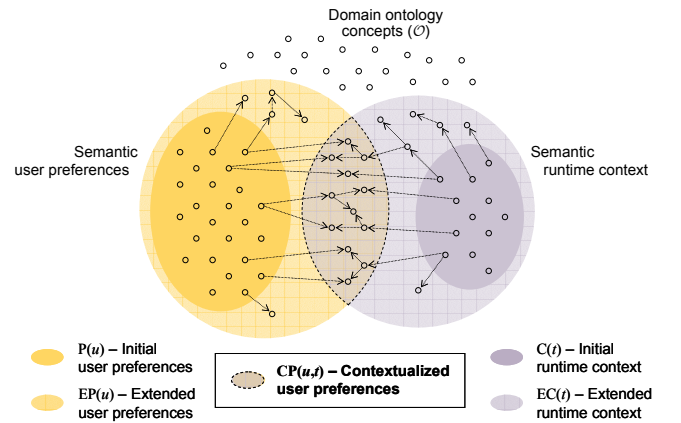 Domain ontology
concepts (𝒪)
Semantic
user preferences
Semantic
runtime context
P(u) – Initial
user preferences
EP(u) – Extended
user preferences
CP(u,t) – Contextualized
user preferences
C(t) – Initial
runtime context
EC(t) – Extended
runtime context